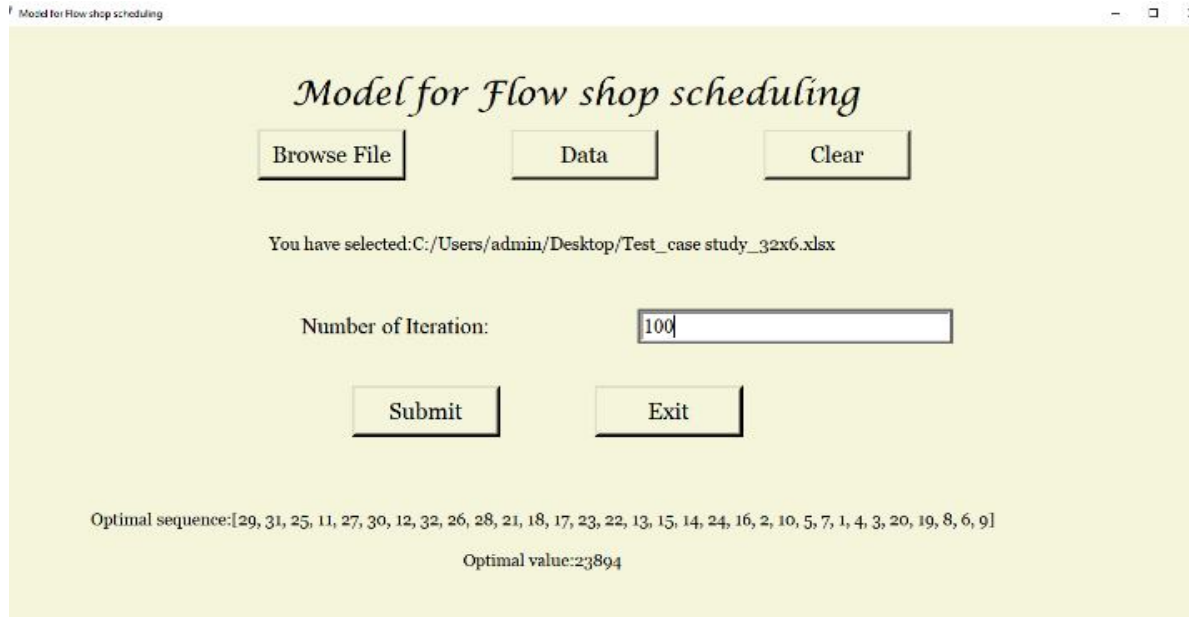 Model for Flow shop scheduling
Model for Flow shop scheduling
Browse File Data Clear
You have selected:C:/Users/admin/Desktop/Test_case study_32x6.xlsx
Number of Iteration: 100
Submit Exit
Optimal sequence:[29, 31, 25, 11, 27, 30, 12, 32, 26, 28, 21, 18, 17, 23, 22, 13, 15, 14, 24, 16, 2, 10, 5, 7, 1, 4, 3, 20, 19, 8, 6, 9]
Optimal value:23894